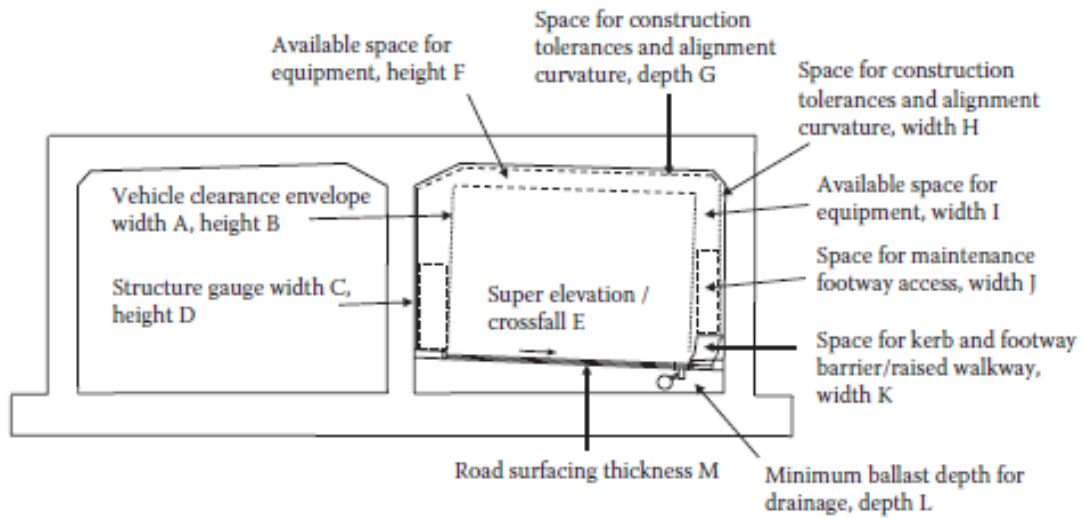 Available space for
equipment, height F
Space for construction
tolerances and alignment
curvature, depth G
Space for construction
tolerances and alignment
curvature, width H
Vehicle clearance envelope
width A, height B
Available space for
equipment, width I
Structure gauge width C,
height D
Super elevation /
crossfall E
Space for maintenance
footway access, width J
Space for kerb and footway
barrier/raised walkway,
width K
Road surfacing thickness M
Minimum ballast depth for
drainage, depth L